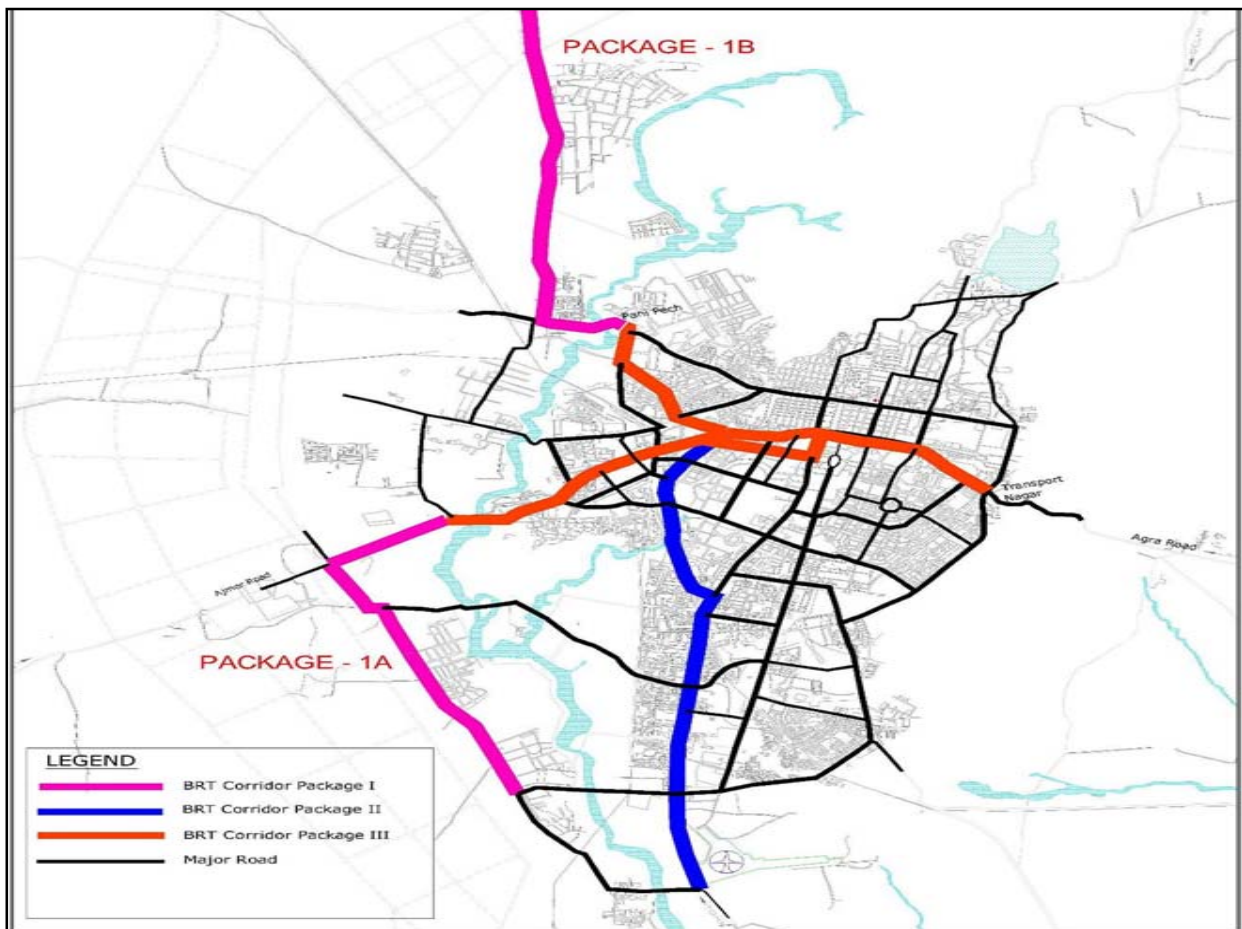 PACKAGE - 1B
DELHI
Pani Pech
Transport
Nagar
Agra Road
Ajmer Road
PACKAGE - 1A
LEGEND
BRT Corridor Package I
BRT Corridor Package II
BRT Corridor Package III
Major Road